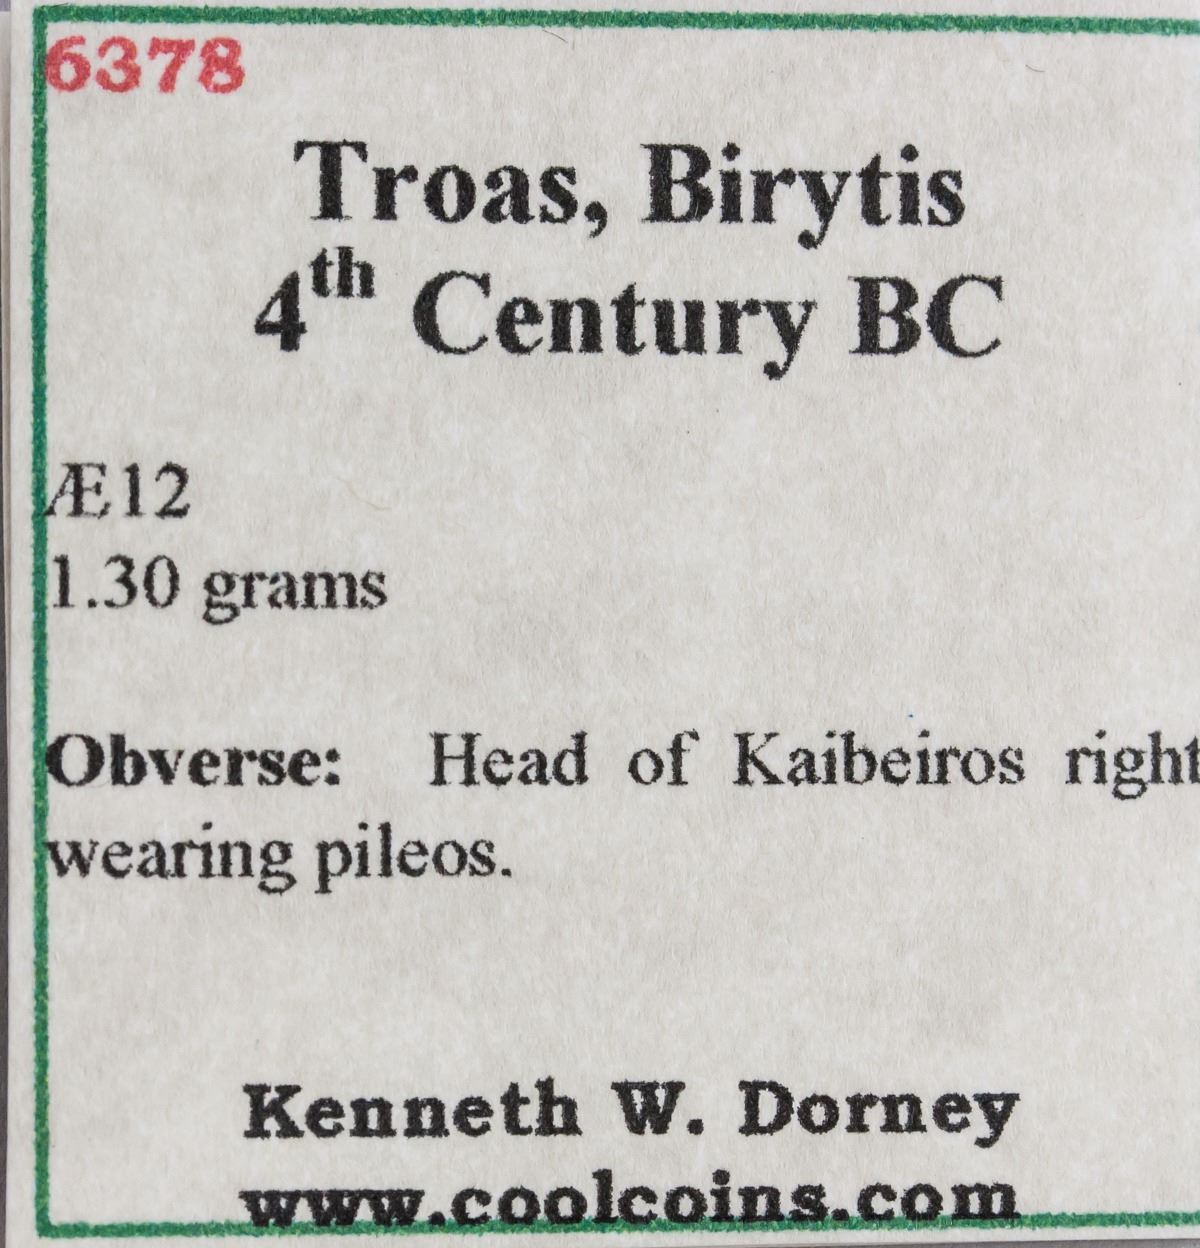 6378
Troas, Birytis
4th Century BC
Æ12
1.30 grams
Obverse: Head of Kaibeiros right
wearing pileos.
Kenneth W. Dorney
www.coolcoins.com